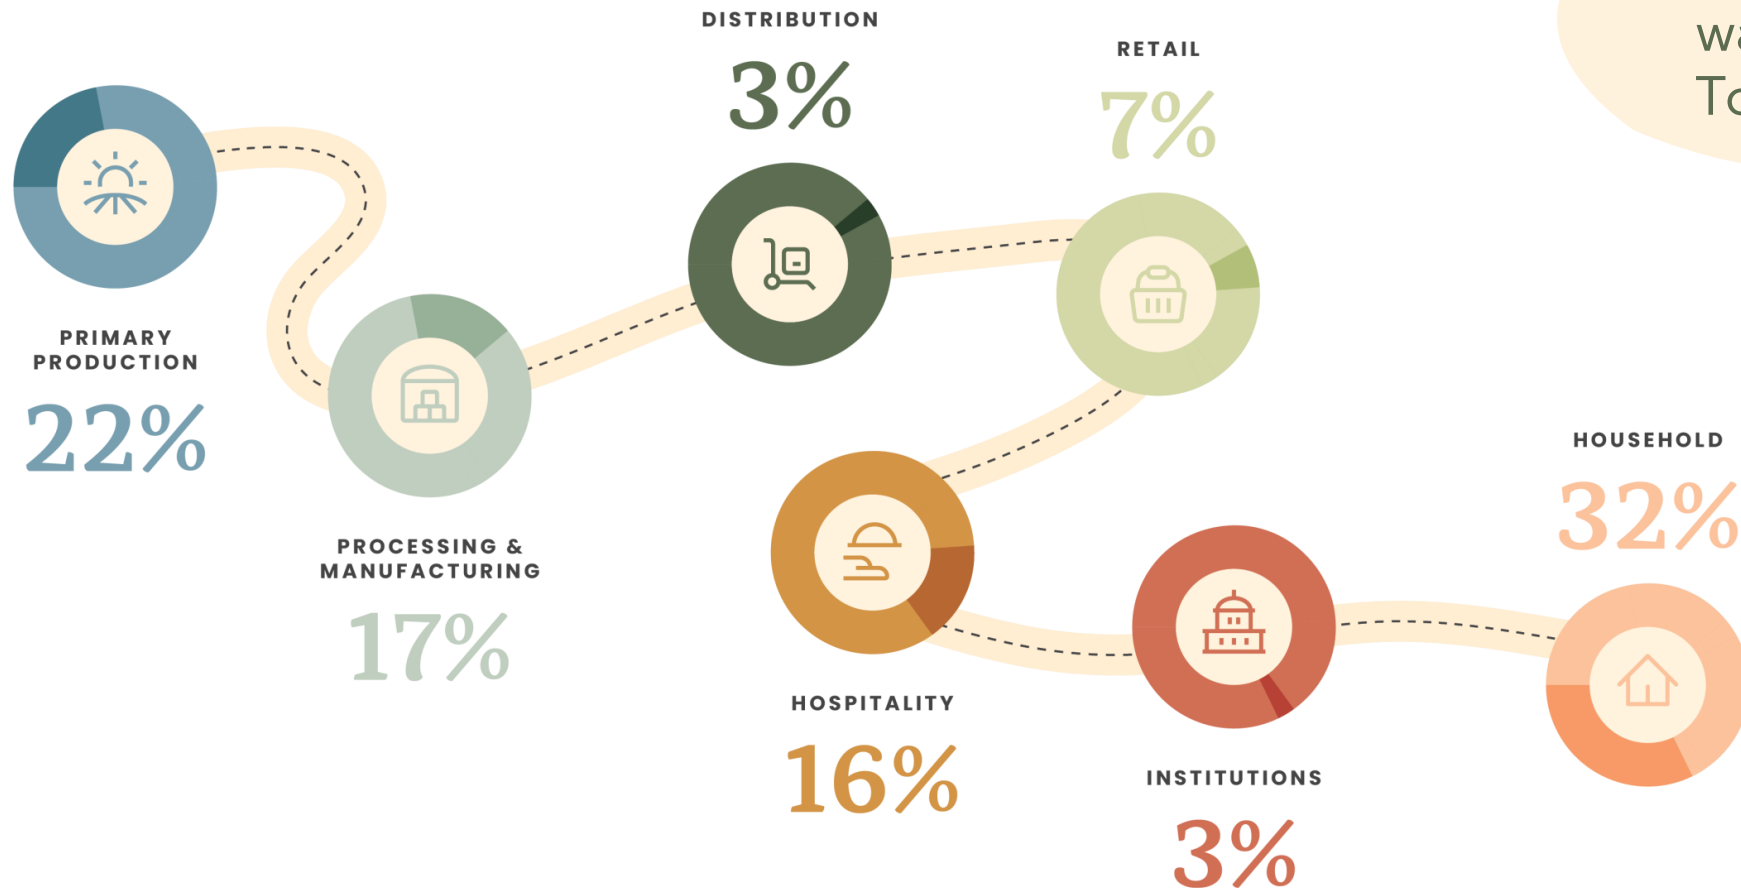 DISTRIBUTION
3%
RETAIL
7%
PRIMARY
PRODUCTION
22%
PROCESSING &
MANUFACTURING
17%
HOSPITALITY
16%
INSTITUTIONS
3%
HOUSEHOLD
32%